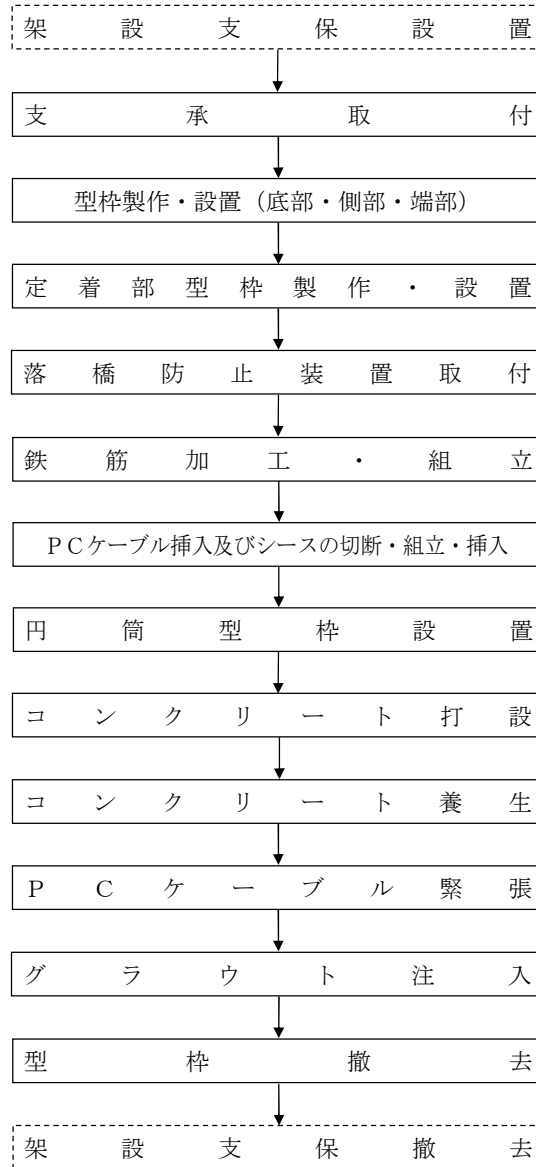 架設支保設置
支承取付
型枠製作・設置（底部・側部・端部）
定着部型枠製作・設置
落橋防止装置取付
鉄筋加工・組立
ＰＣケーブル挿入及びシースの切断・組立・挿入
円筒型枠設置
コンクリート打設
コンクリート養生
ＰＣケーブル緊張
グラウト注入
型枠撤去
架設支保撤去